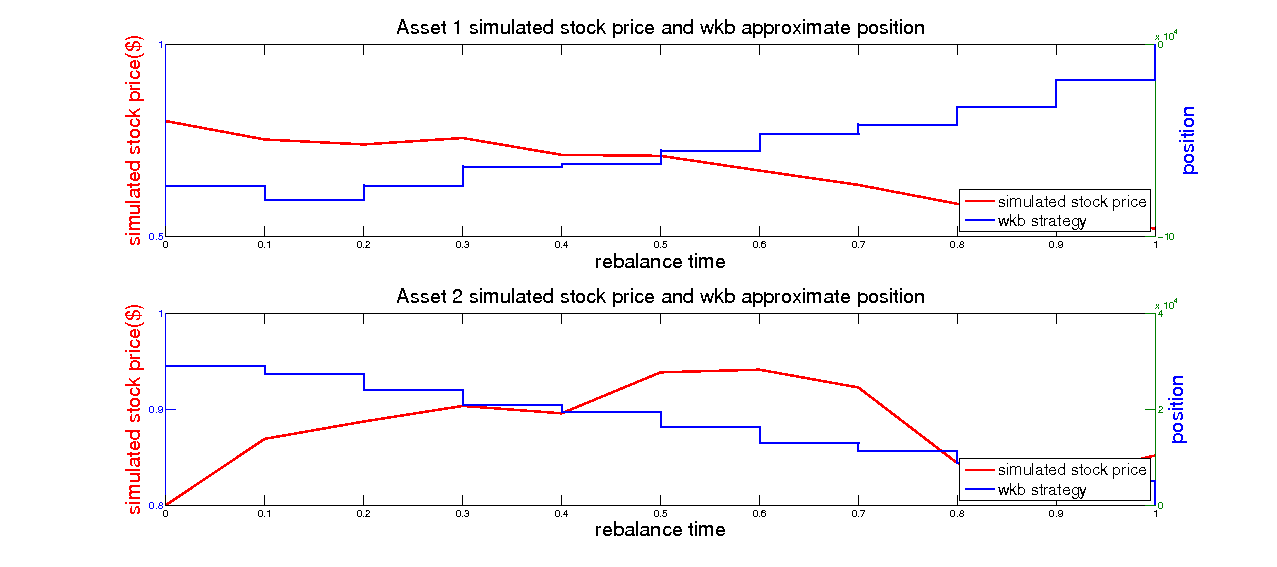 Asset 1 simulated stock price and wkb approximate position
simulated stock price($)
1
0.5
x 10^4
0
-10
position
simulated stock price
wkb strategy
0 0.1 0.2 0.3 0.4 0.5 0.6 0.7 0.8 0.9 1
rebalance time
Asset 2 simulated stock price and wkb approximate position
simulated stock price($)
1
0.9
0.8
x 10^4
4
2
0
position
simulated stock price
wkb strategy
0 0.1 0.2 0.3 0.4 0.5 0.6 0.7 0.8 0.9 1
rebalance time